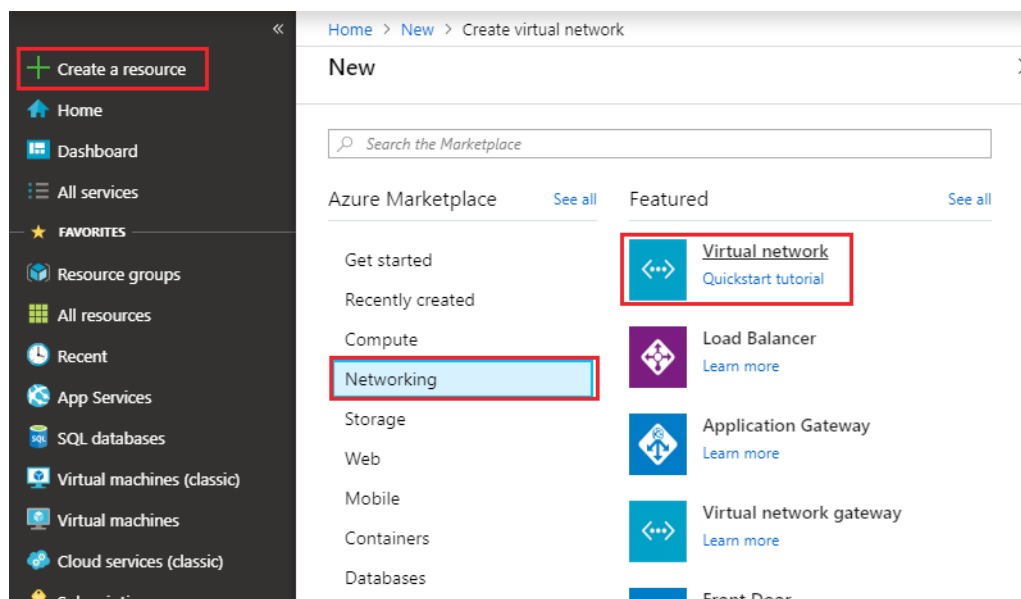 Create a resource
Home
Dashboard
All services
FAVORITES
Resource groups
All resources
Recent
App Services
SQL databases
Virtual machines (classic)
Virtual machines
Cloud services (classic)
Home > New > Create virtual network
New
Search the Marketplace
Azure Marketplace See all
Get started
Recently created
Compute
Networking
Storage
Web
Mobile
Containers
Databases
Featured See all
Virtual network
Quickstart tutorial
Load Balancer
Learn more
Application Gateway
Learn more
Virtual network gateway
Learn more
Front Door